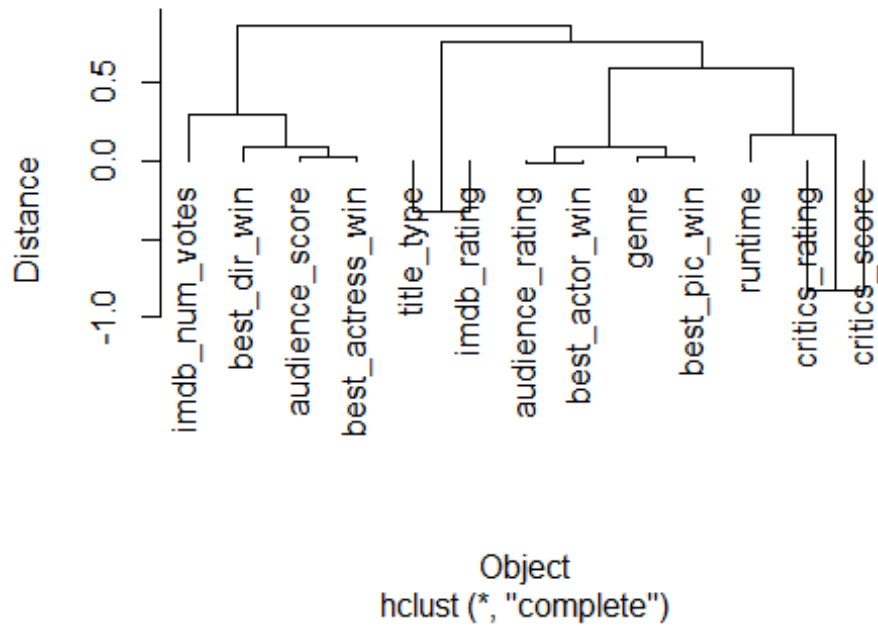 Distance
0.5
0.0
-1.0
imdb_num_votes
best_dir_win
audience_score
best_actress_win
title_type
imdb_rating
audience_rating
best_actor_win
genre
best_pic_win
runtime
critics_rating
critics_score
Object
hclust (*, "complete")